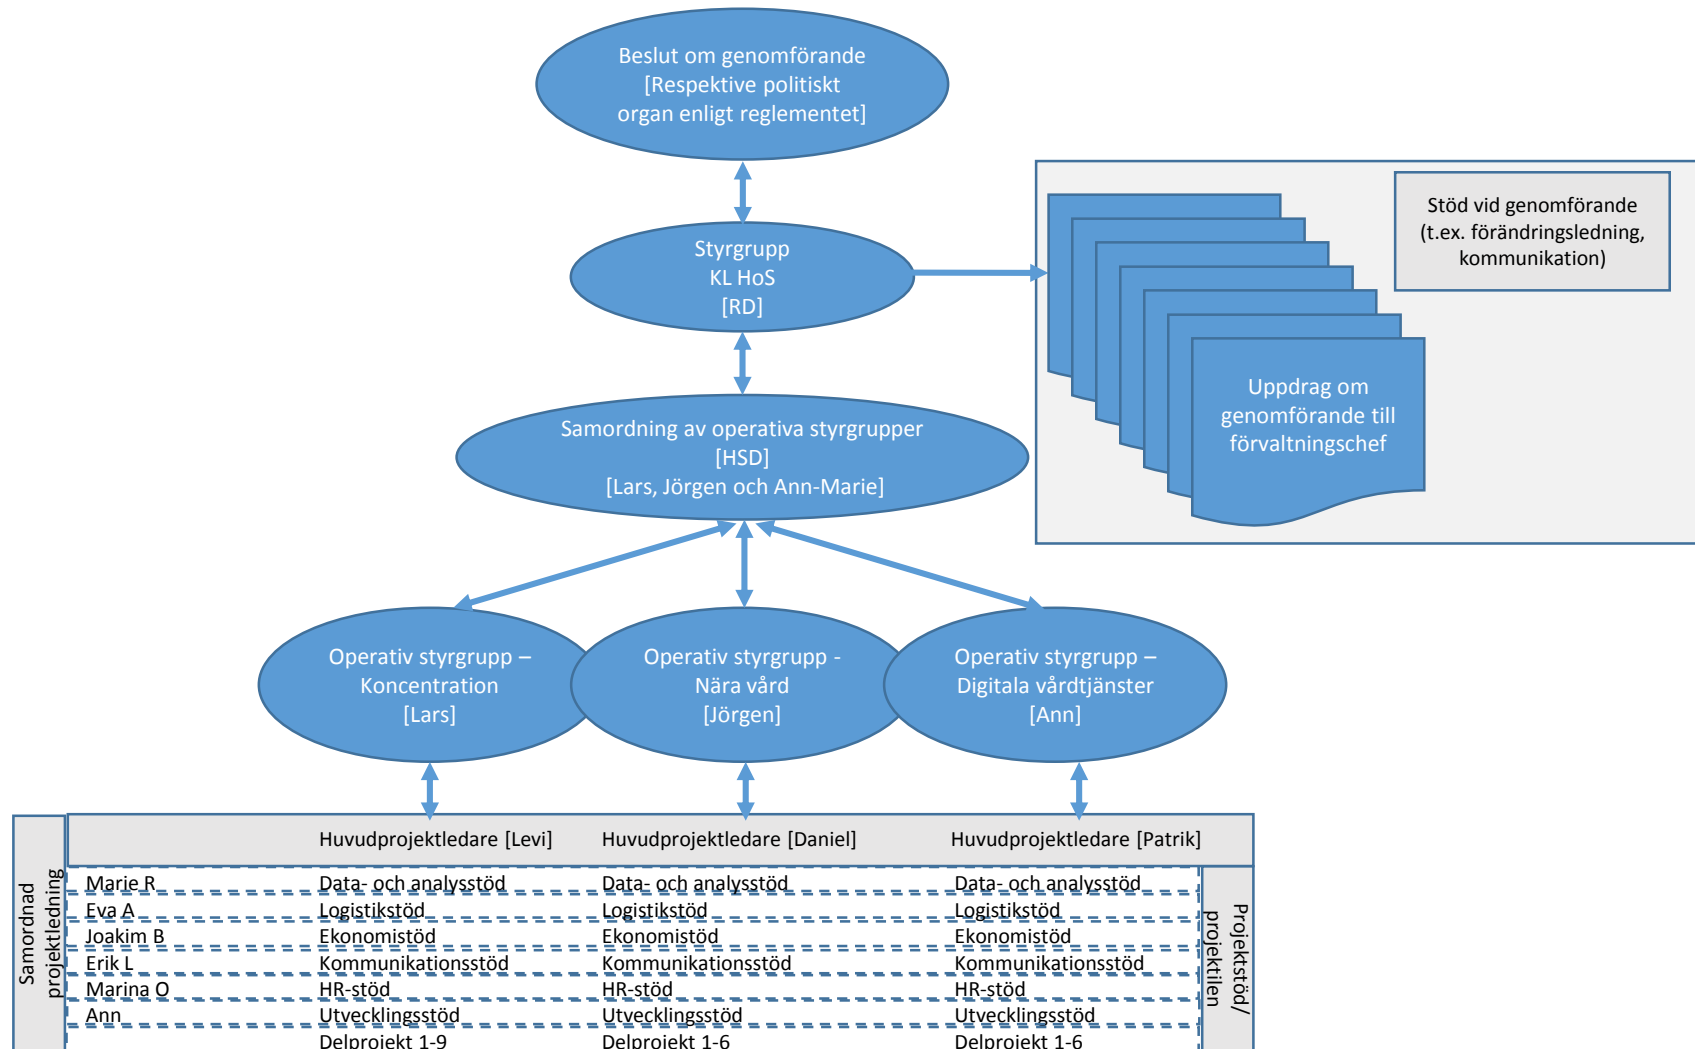 Beslut om genomförande
[Respektive politiskt
organ enligt reglementet]
Styrgrupp
KL HoS
[RD]
Stöd vid genomförande
(t.ex. förändringsledning,
kommunikation)
Uppdrag om
genomförande till
förvaltningschef
Samordning av operativa styrgrupper
[HSD]
[Lars, Jörgen och Ann-Marie]
Operativ styrgrupp –
Koncentration
[Lars]
Operativ styrgrupp -
Nära vård
[Jörgen]
Operativ styrgrupp –
Digitala vårdtjänster
[Ann]
Samordnad
projektledning
Huvudprojektledare [Levi] Huvudprojektledare [Daniel] Huvudprojektledare [Patrik]
Marie R Data- och analysstöd Data- och analysstöd Data- och analysstöd
Eva A Logistikstöd Logistikstöd Logistikstöd
Joakim B Ekonomistöd Ekonomistöd Ekonomistöd
Erik L Kommunikationsstöd Kommunikationsstöd Kommunikationsstöd
Marina O HR-stöd HR-stöd HR-stöd
Ann Utvecklingsstöd Utvecklingsstöd Utvecklingsstöd
Delprojekt 1-9 Delprojekt 1-6 Delprojekt 1-6
Projektstöd/
projektilen